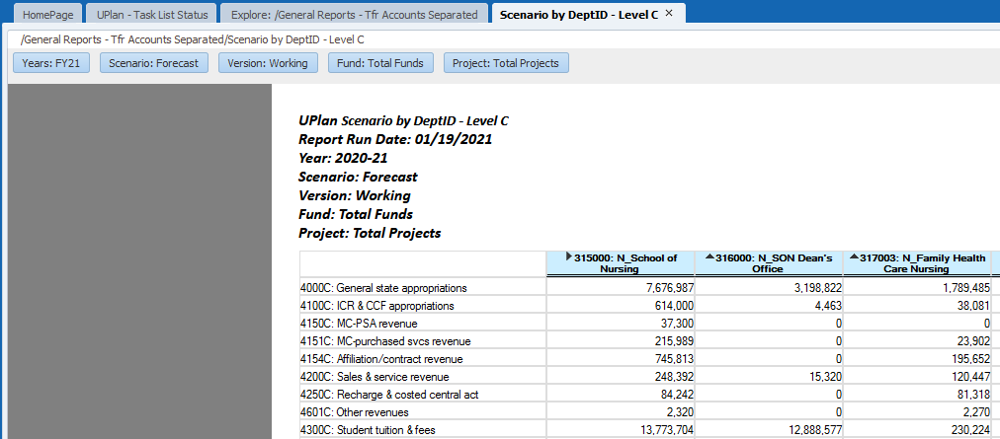 HomePage UPlan - Task List Status Explore: /General Reports - Tfr Accounts Separated Scenario by DeptID - Level C ×
/General Reports - Tfr Accounts Separated/Scenario by DeptID - Level C
Years: FY21 Scenario: Forecast Version: Working Fund: Total Funds Project: Total Projects
UPlan Scenario by DeptID - Level C
Report Run Date: 01/19/2021
Year: 2020-21
Scenario: Forecast
Version: Working
Fund: Total Funds
Project: Total Projects
315000: N_School of 316000: N_SON Dean's 317003: N_Family Health
Nursing Office Care Nursing
4000C: General state appropriations 7,676,987 3,198,822 1,789,485
4100C: ICR & CCF appropriations 614,000 4,463 38,081
4150C: MC-PSA revenue 37,300 0 0
4151C: MC-purchased svcs revenue 215,989 0 23,902
4154C: Affiliation/contract revenue 745,813 0 195,652
4200C: Sales & service revenue 248,392 15,320 120,447
4250C: Recharge & costed central act 84,242 0 81,318
4601C: Other revenues 2,320 0 2,270
4300C: Student tuition & fees 13,773,704 12,888,577 230,224